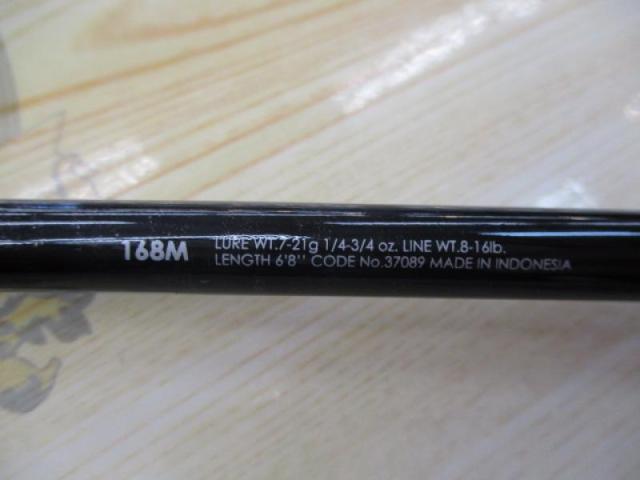 168M LURE WT.7-21g 1/4-3/4 oz. LINE WT.8-16lb.
LENGTH 6'8'' CODE No.37089 MADE IN INDONESIA